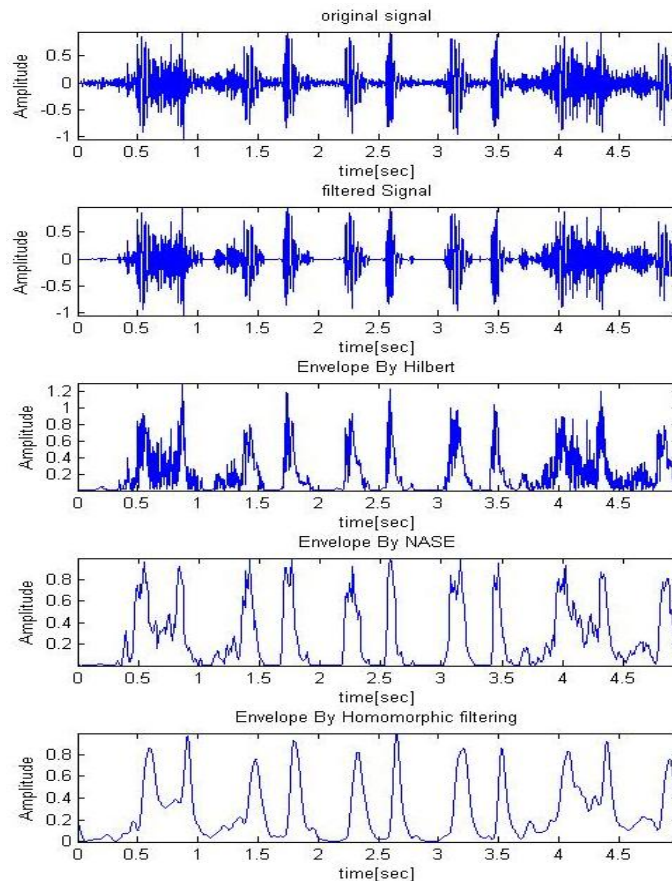 original signal
Amplitude
0.5
0
-0.5
-1
0 0.5 1 1.5 2 2.5 3 3.5 4 4.5
time[sec]
filtered Signal
Amplitude
0.5
0
-0.5
-1
0 0.5 1 1.5 2 2.5 3 3.5 4 4.5
time[sec]
Envelope By Hilbert
Amplitude
1.2
1
0.8
0.6
0.4
0.2
0 0.5 1 1.5 2 2.5 3 3.5 4 4.5
time[sec]
Envelope By NASE
Amplitude
0.8
0.6
0.4
0.2
0 0.5 1 1.5 2 2.5 3 3.5 4 4.5
time[sec]
Envelope By Homomorphic filtering
Amplitude
0.8
0.6
0.4
0.2
0
0 0.5 1 1.5 2 2.5 3 3.5 4 4.5
time[sec]